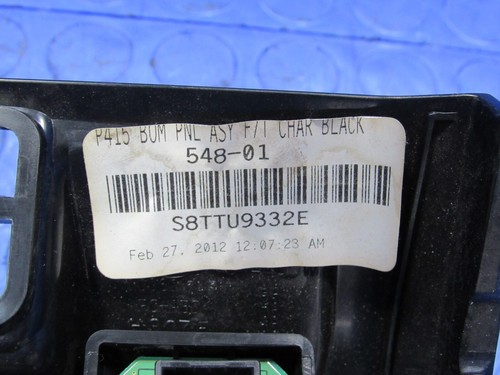 P415 BUM PNL ASY F/T CHAR BLACK
548-01
S8TTU9332E
Feb 27, 2012 12:07:23 AM